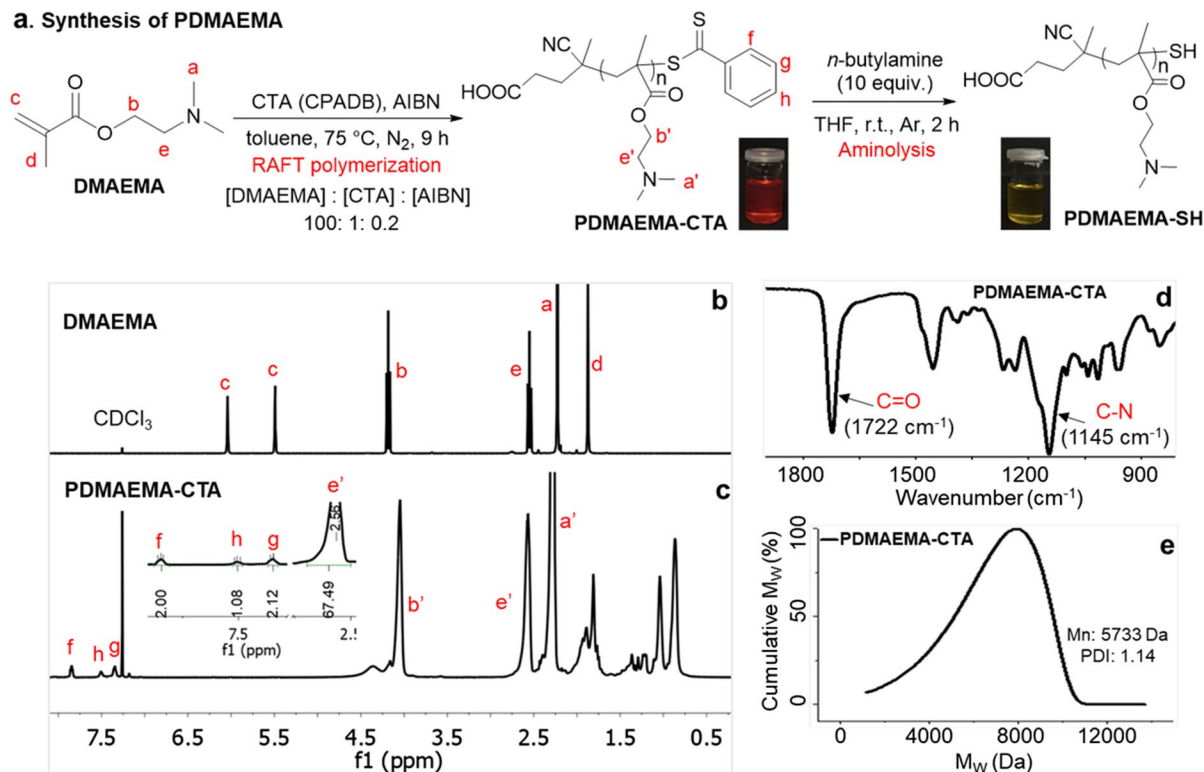 a. Synthesis of PDMAEMA
a
N
c
b
O
O
d
e
DMAEMA
CTA (CPADB), AIBN
toluene, 75 °C, N₂, 9 h
RAFT polymerization
[DMAEMA] : [CTA] : [AIBN]
100: 1: 0.2
HOOC
NC
n
S
S
f
g
h
O
O
b'
e'
N
a'
PDMAEMA-CTA
n-butylamine
(10 equiv.)
THF, r.t., Ar, 2 h
Aminolysis
HOOC
NC
n
SH
O
O
N
PDMAEMA-SH
b
DMAEMA
CDCl₃
c
c
b
e
a
d
c
PDMAEMA-CTA
f
h
g
e’
2.56
2.00
1.08
2.12
67.49
7.5
2.5
f1 (ppm)
f
h
g
b’
e’
a’
7.5
6.5
5.5
4.5
3.5
2.5
1.5
0.5
f1 (ppm)
d
PDMAEMA-CTA
C=O
(1722 cm⁻¹)
C-N
(1145 cm⁻¹)
1800
1500
1200
900
Wavenumber (cm⁻¹)
e
PDMAEMA-CTA
Cumulative M_W (%)
100
50
0
Mn: 5733 Da
PDI: 1.14
0
4000
8000
12000
M_W (Da)